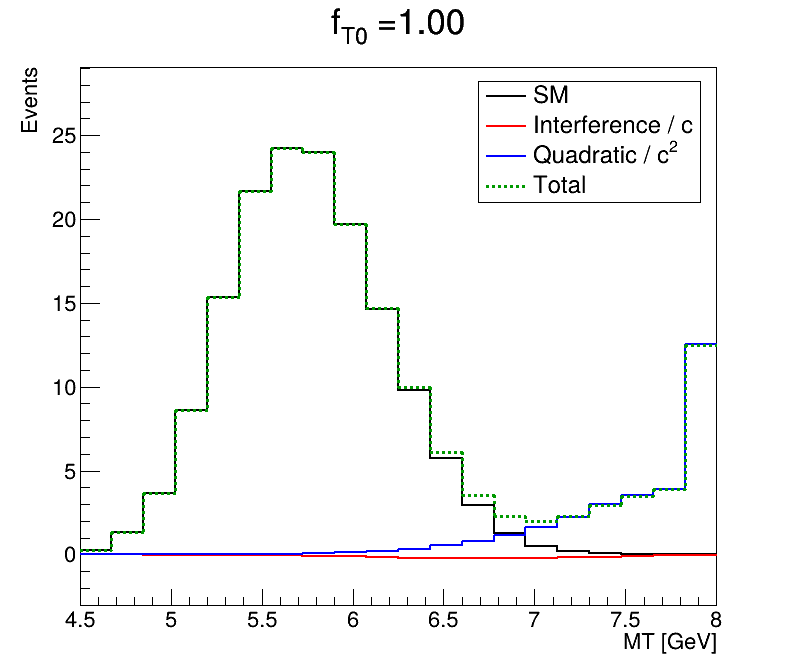 f_T0 =1.00
Events
SM
Interference / c
Quadratic / c²
Total
25
20
15
10
5
0
4.5 5 5.5 6 6.5 7 7.5 8
MT [GeV]